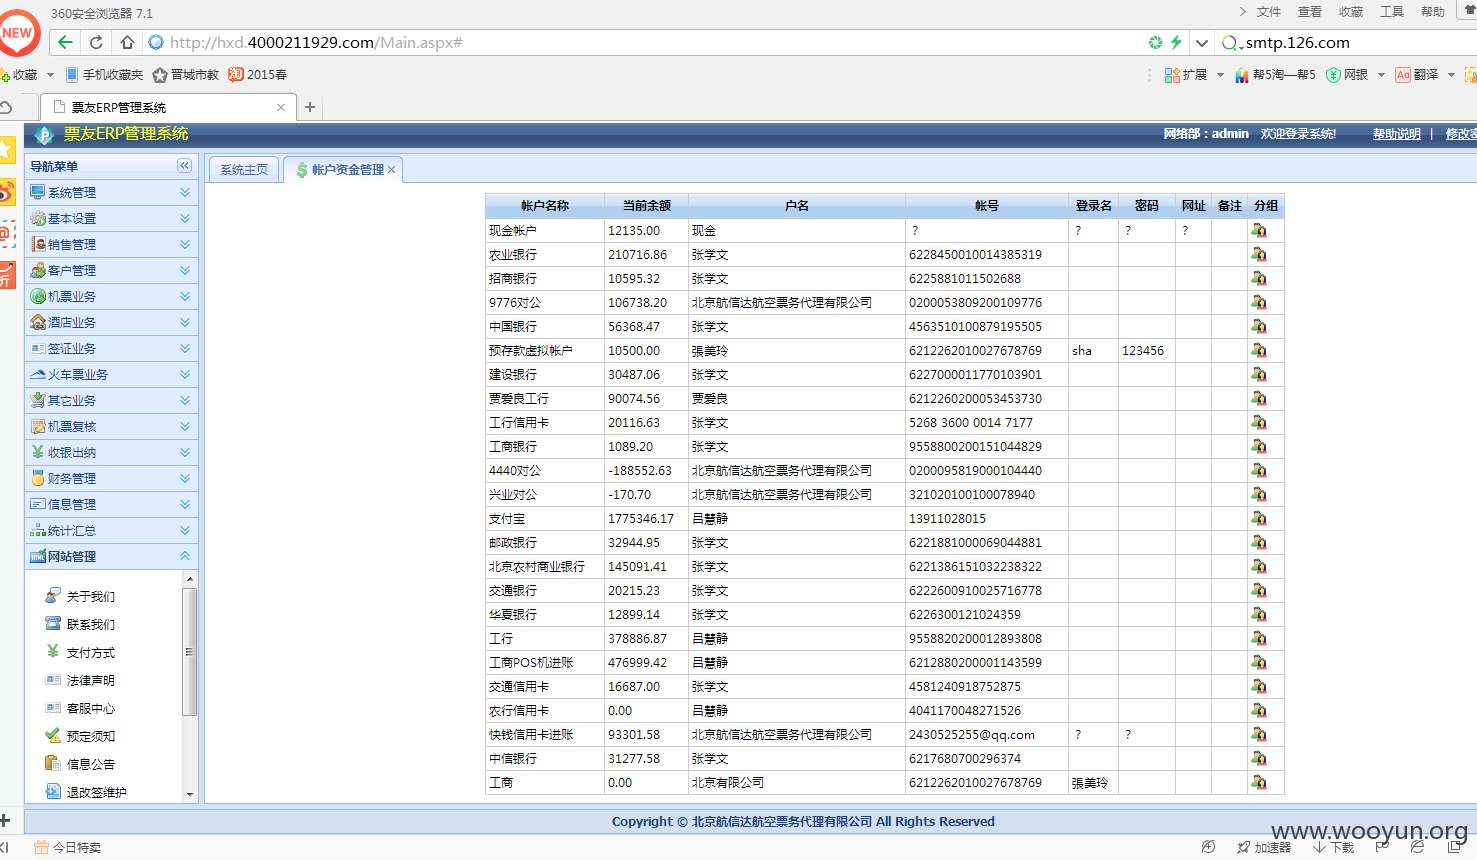 360安全浏览器 7.1
文件 查看 收藏 工具 帮助
NEW
http://hxd.4000211929.com/Main.aspx#
smtp.126.com
收藏 手机收藏夹 晋城市教 淘 2015春
扩展 帮5淘—帮5 网银 翻译
票友ERP管理系统
票友ERP管理系统
网络部：admin 欢迎登录系统! 帮助说明 | 修改密
导航菜单
系统管理
基本设置
销售管理
客户管理
机票业务
酒店业务
签证业务
火车票业务
其它业务
机票复核
收银出纳
财务管理
信息管理
统计汇总
网站管理
关于我们
联系我们
支付方式
法律声明
客服中心
预定须知
信息公告
退改签维护
系统主页 帐户资金管理
帐户名称 当前余额 户名 帐号 登录名 密码 网址 备注 分组
现金帐户 12135.00 现金 ? ? ? ?
农业银行 210716.86 张学文 6228450010014385319
招商银行 10595.32 张学文 6225881011502688
9776对公 106738.20 北京航信达航空票务代理有限公司 0200053809200109776
中国银行 56368.47 张学文 4563510100879195505
预存款虚拟帐户 10500.00 張美玲 6212262010027678769 sha 123456
建设银行 30487.06 张学文 6227000011770103901
贾爱良工行 90074.56 贾爱良 6212260200053453730
工行信用卡 20116.63 张学文 5268 3600 0014 7177
工商银行 1089.20 张学文 9558800200151044829
4440对公 -188552.63 北京航信达航空票务代理有限公司 0200095819000104440
兴业对公 -170.70 北京航信达航空票务代理有限公司 321020100100078940
支付宝 1775346.17 吕慧静 13911028015
邮政银行 32944.95 张学文 6221881000069044881
北京农村商业银行 145091.41 张学文 6221386151032238322
交通银行 20215.23 张学文 6222600910025716778
华夏银行 12899.14 张学文 6226300121024359
工行 378886.87 吕慧静 9558820200012893808
工商POS机进账 476999.42 吕慧静 6212880200001143599
交通信用卡 16687.00 张学文 4581240918752875
农行信用卡 0.00 吕慧静 4041170048271526
快钱信用卡进账 93301.58 北京航信达航空票务代理有限公司 2430525255@qq.com ? ?
中信银行 31277.58 张学文 6217680700296374
工商 0.00 北京有限公司 6212262010027678769 張美玲
Copyright © 北京航信达航空票务代理有限公司 All Rights Reserved
www.wooyun.org
今日特卖 加速器 下载